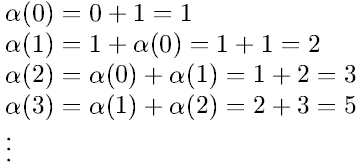 α(0) = 0 + 1 = 1
α(1) = 1 + α(0) = 1 + 1 = 2
α(2) = α(0) + α(1) = 1 + 2 = 3
α(3) = α(1) + α(2) = 2 + 3 = 5
⋮